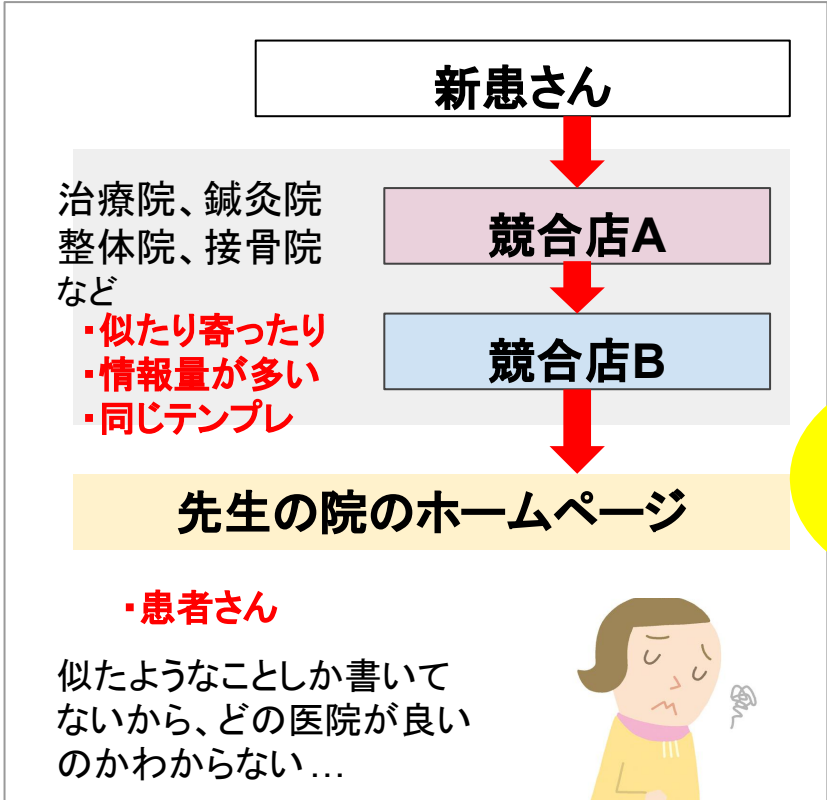 新患さん
治療院、鍼灸院
整体院、接骨院
など
・似たり寄ったり
・情報量が多い
・同じテンプレ
競合店A
競合店B
先生の院のホームページ
・患者さん
似たようなことしか書いて
ないから、どの医院が良い
のかわからない…